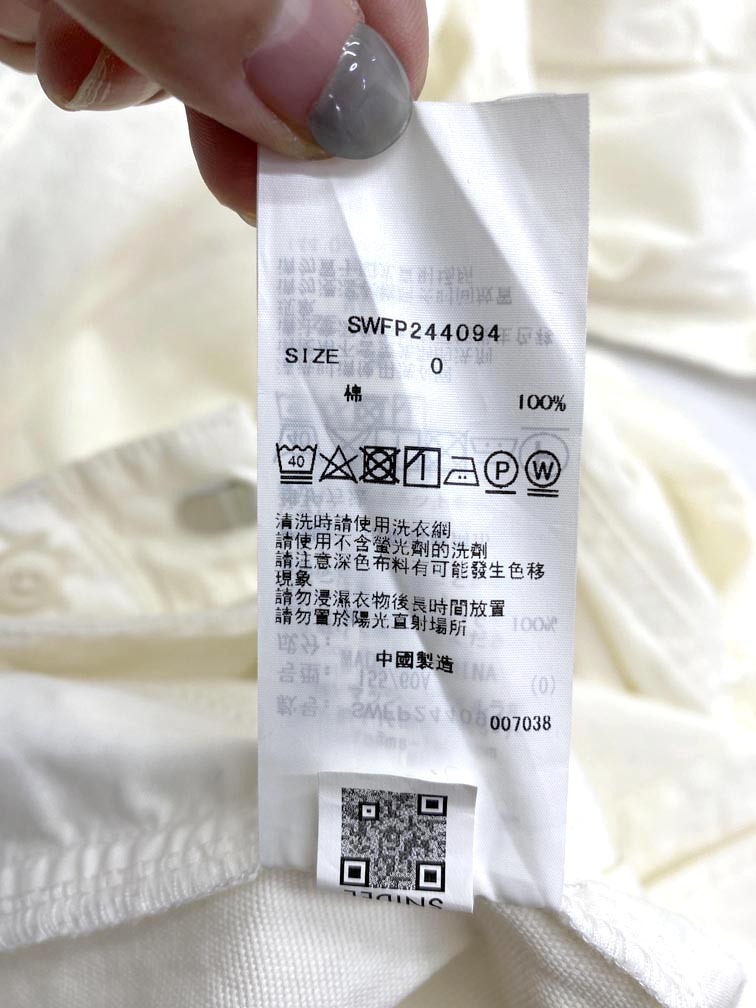 SWFP244094
SIZE 0
棉 100%
40 P W
清洗時請使用洗衣網
請使用不含螢光劑的洗劑
請注意深色布料有可能發生色移
現象
請勿浸濕衣物後長時間放置
請勿置於陽光直射場所
中國製造
007038
SNIDEL